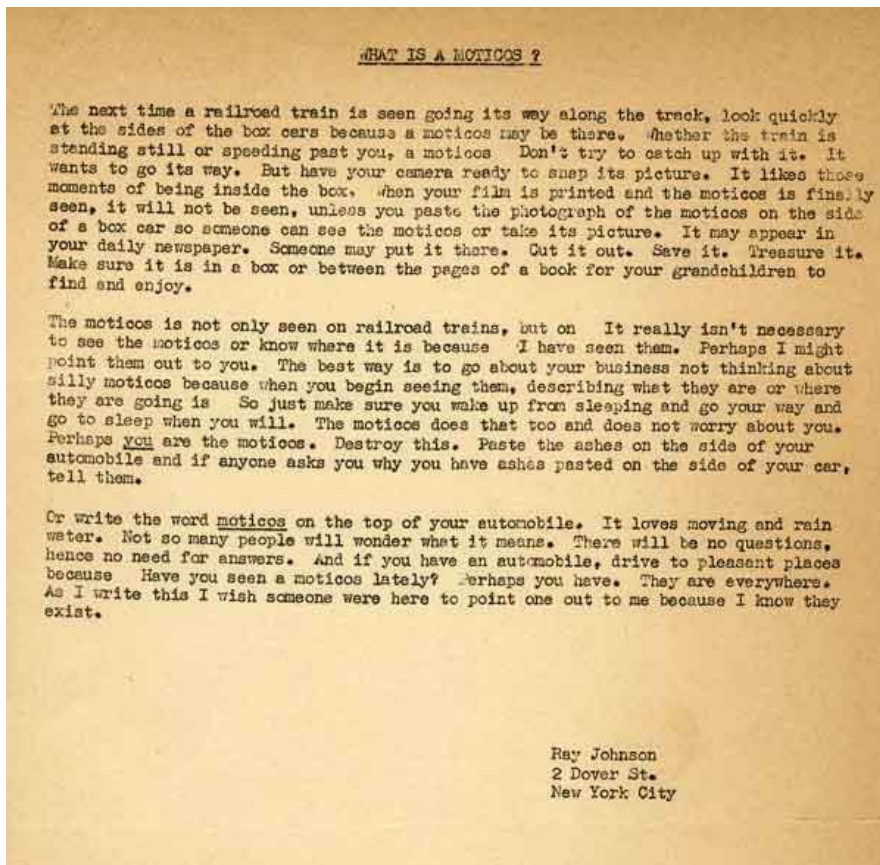 WHAT IS A MOTICOS ?
The next time a railroad train is seen going its way along the track, look quickly
at the sides of the box cars because a moticos may be there. Whether the train is
standing still or speeding past you, a moticos   Don't try to catch up with it. It
wants to go its way. But have your camera ready to snap its picture. It likes those
moments of being inside the box. When your film is printed and the moticos is finally
seen, it will not be seen, unless you paste the photograph of the moticos on the side
of a box car so someone can see the moticos or take its picture. It may appear in
your daily newspaper. Someone may put it there. Cut it out. Save it. Treasure it.
Make sure it is in a box or between the pages of a book for your grandchildren to
find and enjoy.
The moticos is not only seen on railroad trains, but on   It really isn't necessary
to see the moticos or know where it is because   I have seen them. Perhaps I might
point them out to you. The best way is to go about your business not thinking about
silly moticos because when you begin seeing them, describing what they are or where
they are going is   So just make sure you wake up from sleeping and go your way and
go to sleep when you will. The moticos does that too and does not worry about you.
Perhaps you are the moticos. Destroy this. Paste the ashes on the side of your
automobile and if anyone asks you why you have ashes pasted on the side of your car,
tell them.
Or write the word moticos on the top of your automobile. It loves moving and rain
water. Not so many people will wonder what it means. There will be no questions,
hence no need for answers. And if you have an automobile, drive to pleasant places
because   Have you seen a moticos lately? Perhaps you have. They are everywhere.
As I write this I wish someone were here to point one out to me because I know they
exist.
Ray Johnson
2 Dover St.
New York City